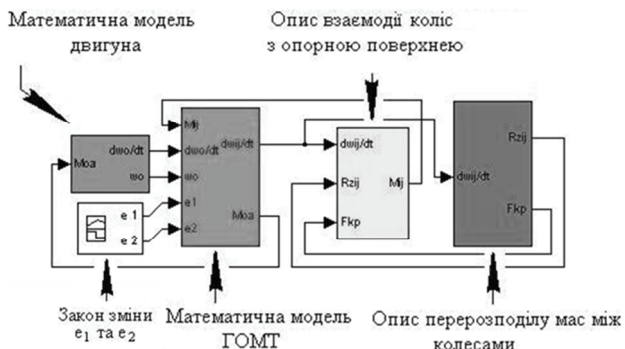 Математична модель
двигуна
Опис взаємодії коліс
з опорною поверхнею
Moa
dwo/dt
wo
e 1
e 2
Mij
dwo/dt
wo
e1
e2
dwij/dt
Moa
dwij/dt
Rzij
Fkp
Mij
dwij/dt
Rzij
Fkp
Закон зміни
e1 та e2
Математична модель
ГОМТ
Опис перерозподілу мас між
колесами